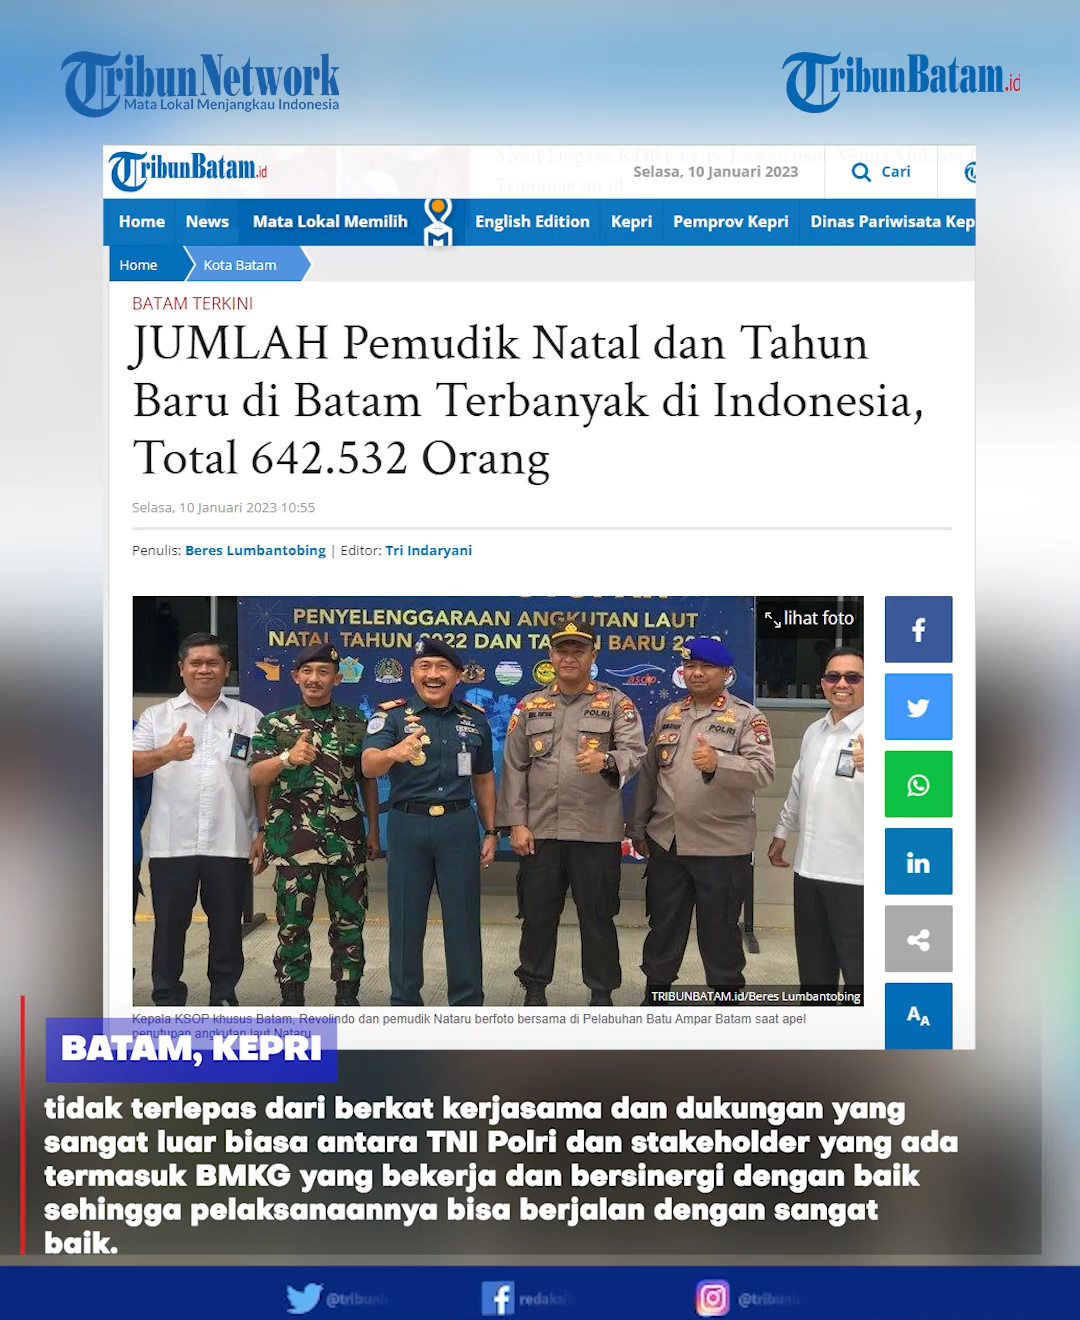 TribunNetwork
Mata Lokal Menjangkau Indonesia
TribunBatam.id
TribunBatam.id
Selasa, 10 Januari 2023
Cari
Home News Mata Lokal Memilih English Edition Kepri Pemprov Kepri Dinas Pariwisata Kep
Home Kota Batam
BATAM TERKINI
JUMLAH Pemudik Natal dan Tahun
Baru di Batam Terbanyak di Indonesia,
Total 642.532 Orang
Selasa, 10 Januari 2023 10:55
Penulis: Beres Lumbantobing | Editor: Tri Indaryani
PENYELENGGARAAN ANGKUTAN LAUT
NATAL TAHUN 2022 DAN BARU
lihat foto
POLRI
POLRI
TRIBUNBATAM.id/Beres Lumbantobing
Kepala KSOP khusus Batam, Revolindo dan pemudik Nataru berfoto bersama di Pelabuhan Batu Ampar Batam saat apel
penutupan angkutan laut Nataru
BATAM, KEPRI
tidak terlepas dari berkat kerjasama dan dukungan yang
sangat luar biasa antara TNI Polri dan stakeholder yang ada
termasuk BMKG yang bekerja dan bersinergi dengan baik
sehingga pelaksanaannya bisa berjalan dengan sangat
baik.